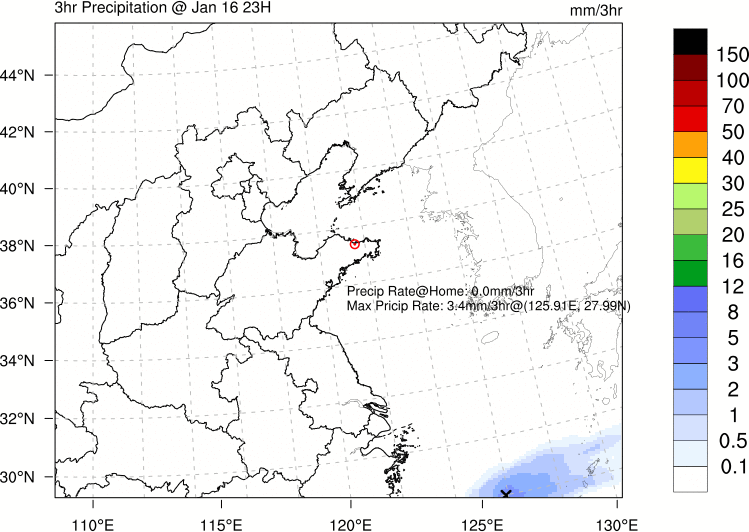 3hr Precipitation @ Jan 16 23H
mm/3hr
150
100
70
50
40
30
25
20
16
12
8
5
3
2
1
0.5
0.1
44°N
42°N
40°N
38°N
36°N
34°N
32°N
30°N
Precip Rate@Home: 0.0mm/3hr
Max Pricip Rate: 3.4mm/3hr@(125.91E, 27.99N)
110°E
115°E
120°E
125°E
130°E